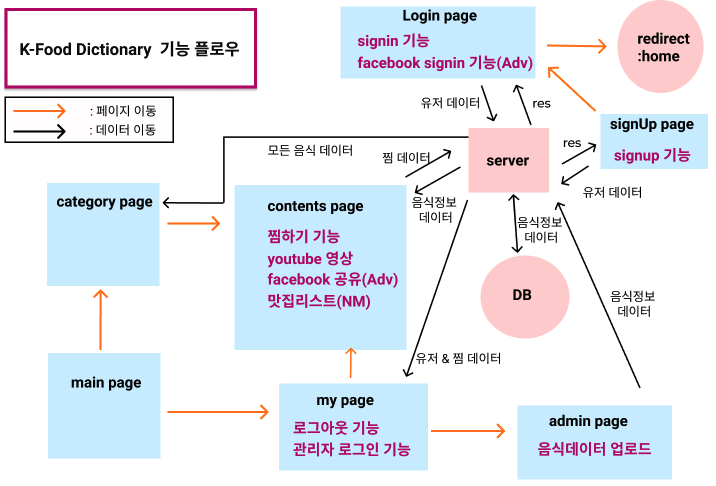 K-Food Dictionary 기능 플로우
: 페이지 이동
: 데이터 이동
Login page
signin 기능
facebook signin 기능(Adv)
redirect
:home
유저 데이터
res
signUp page
signup 기능
모든 음식 데이터
찜 데이터
server
res
유저 데이터
category page
contents page
찜하기 기능
youtube 영상
facebook 공유(Adv)
맛집리스트(NM)
음식정보
데이터
음식정보
데이터
DB
음식정보
데이터
유저 & 찜 데이터
main page
my page
로그아웃 기능
관리자 로그인 기능
admin page
음식데이터 업로드